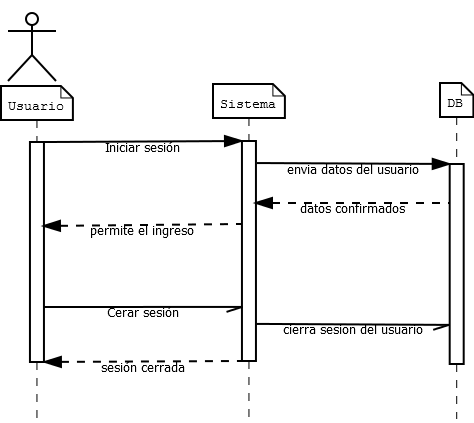 Usuario
Sistema
DB
Iniciar sesión
envia datos del usuario
datos confirmados
permite el ingreso
Cerar sesión
cierra sesion del usuario
sesión cerrada